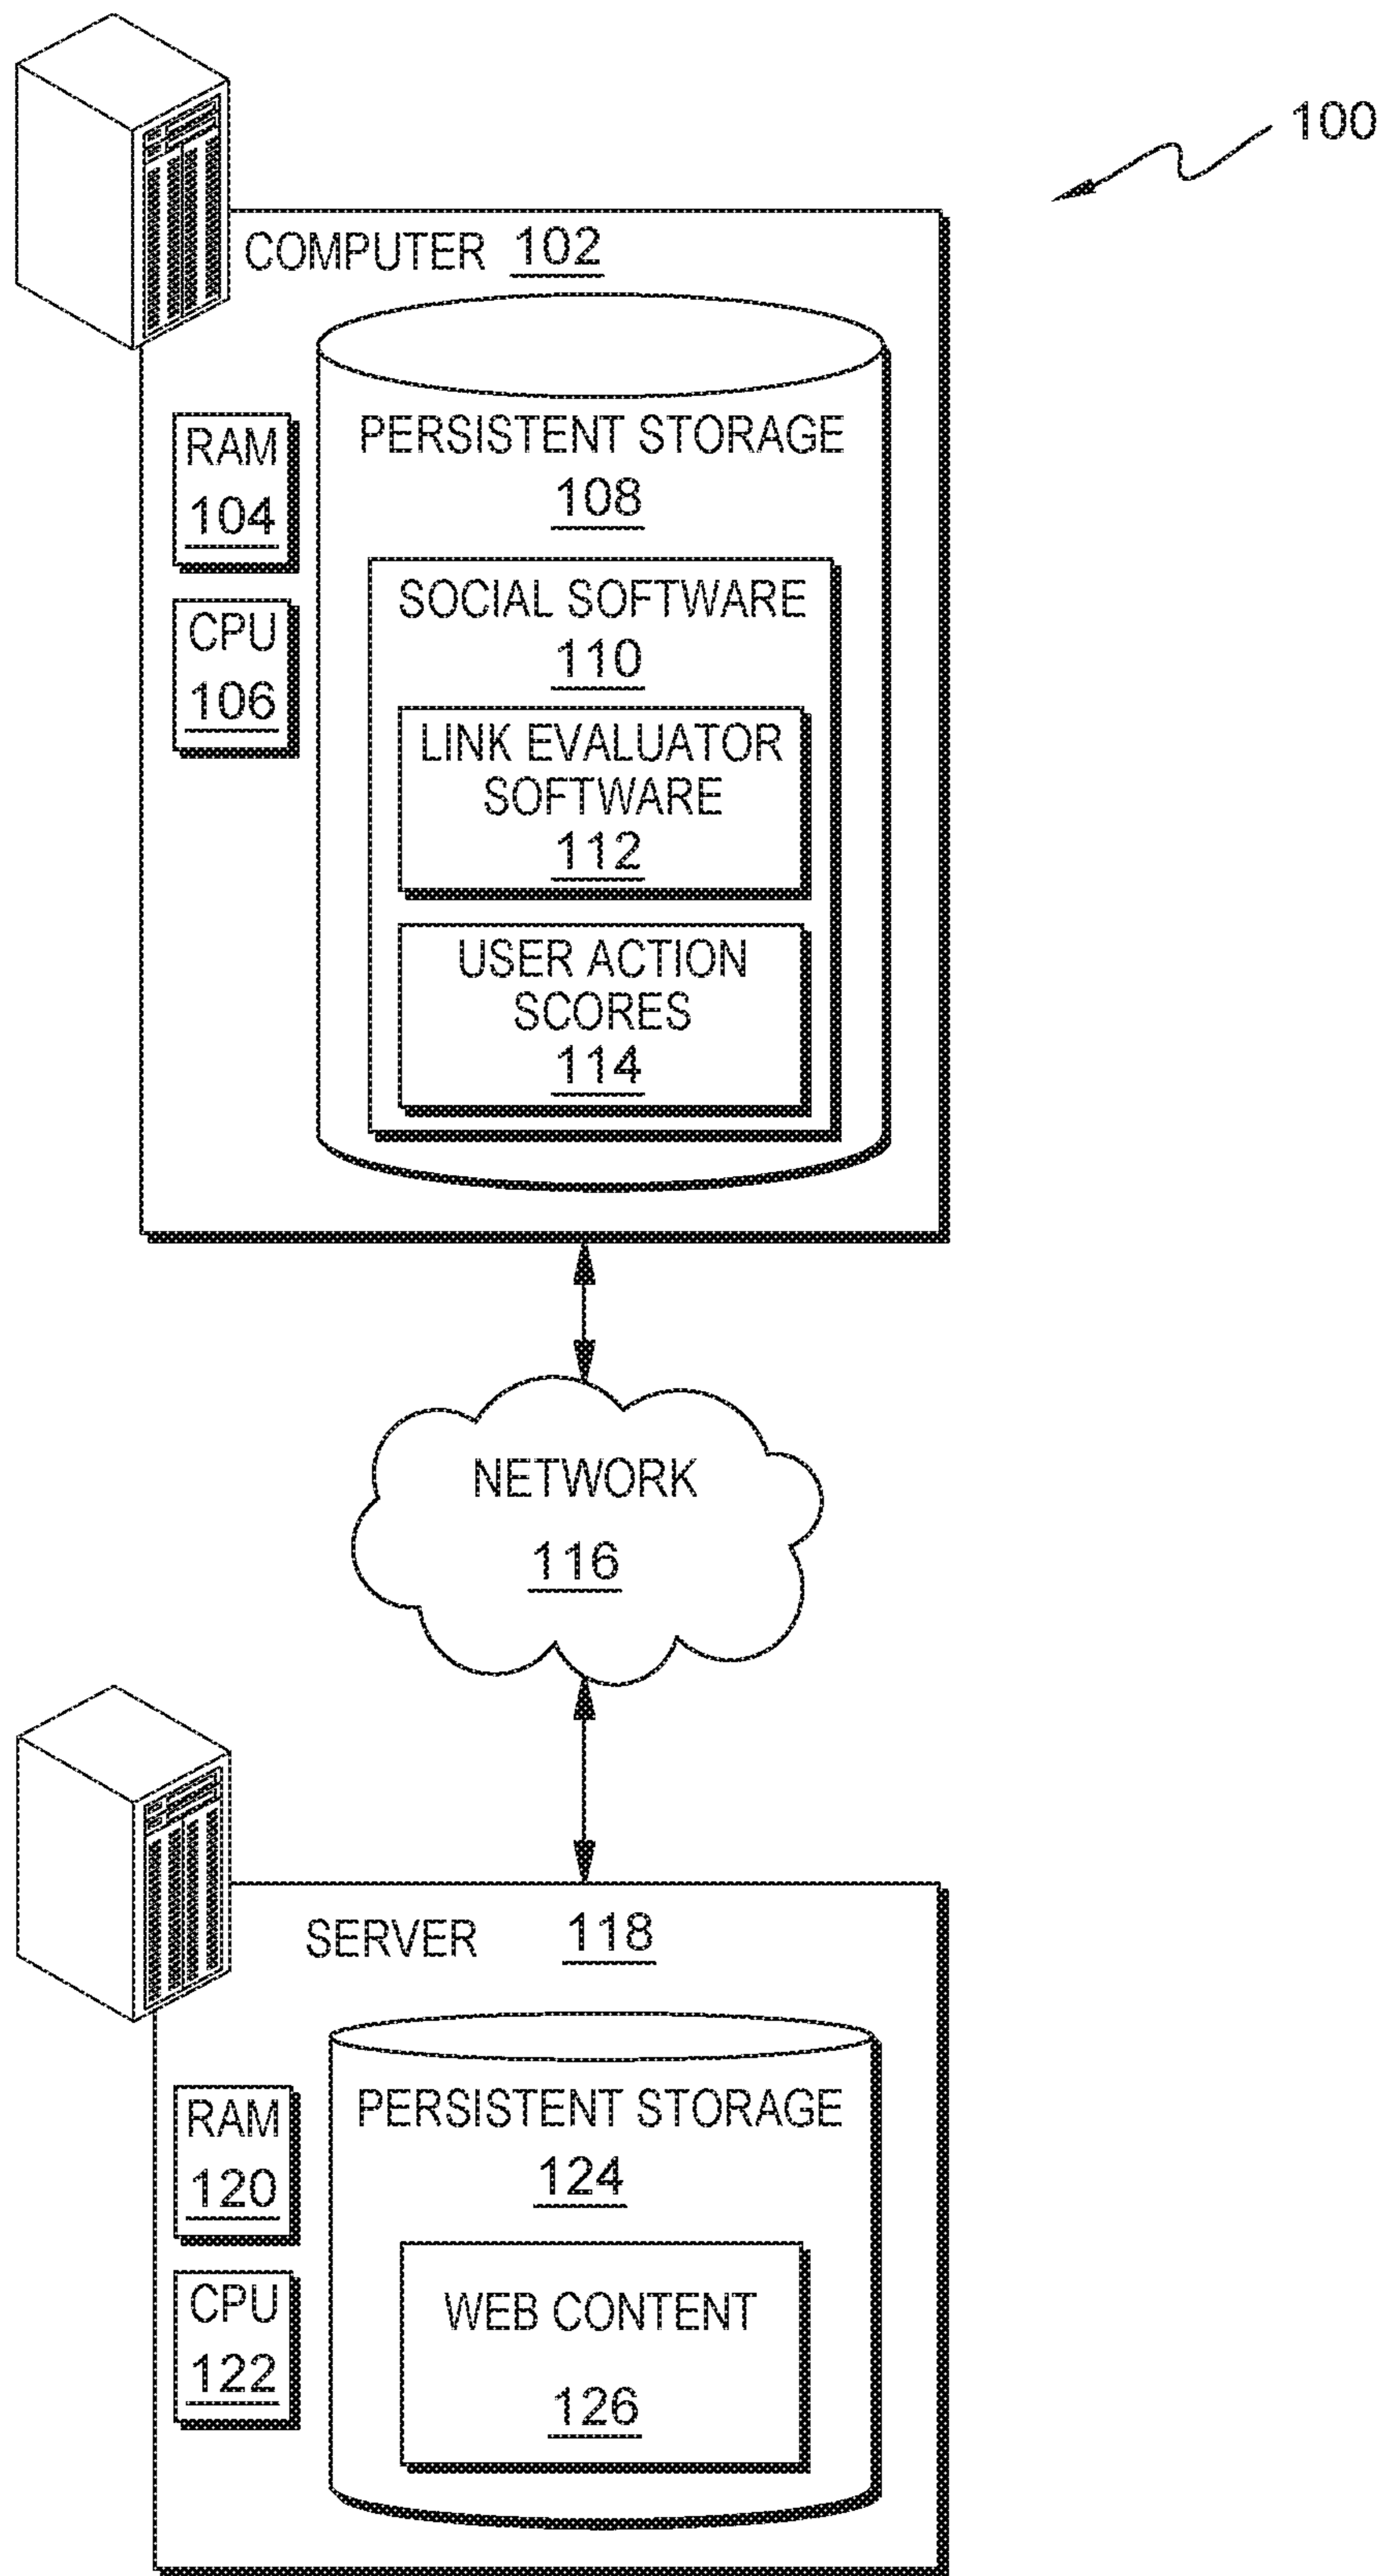 100
COMPUTER 102
PERSISTENT STORAGE
108
RAM
104
CPU
106
SOCIAL SOFTWARE
110
LINK EVALUATOR
SOFTWARE
112
USER ACTION
SCORES
114
NETWORK
116
SERVER 118
PERSISTENT STORAGE
124
RAM
120
CPU
122
WEB CONTENT
126